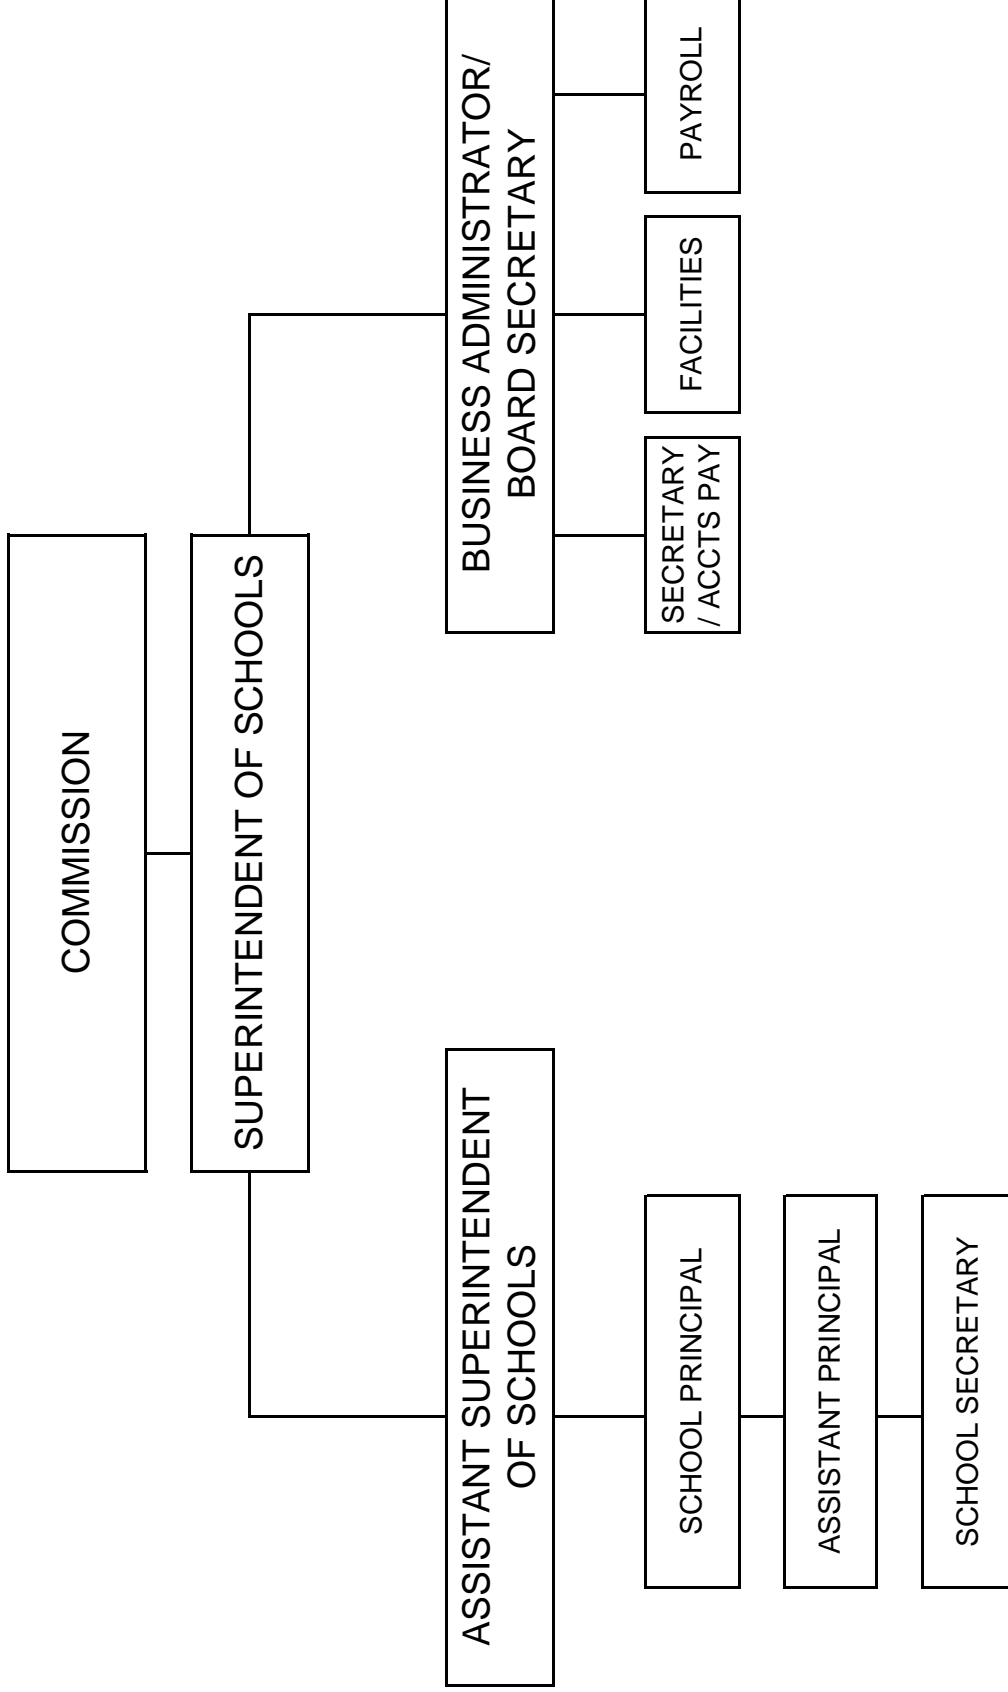 COMMISSION
SUPERINTENDENT OF SCHOOLS
ASSISTANT SUPERINTENDENT
OF SCHOOLS
BUSINESS ADMINISTRATOR/
BOARD SECRETARY
SCHOOL PRINCIPAL
SECRETARY
/ ACCTS PAY
FACILITIES
PAYROLL
ASSISTANT PRINCIPAL
SCHOOL SECRETARY